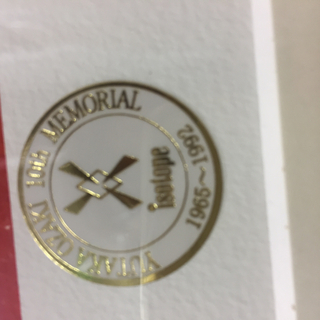 YUTAKA OZAKI 10th MEMORIAL
Isotope
1965~1992